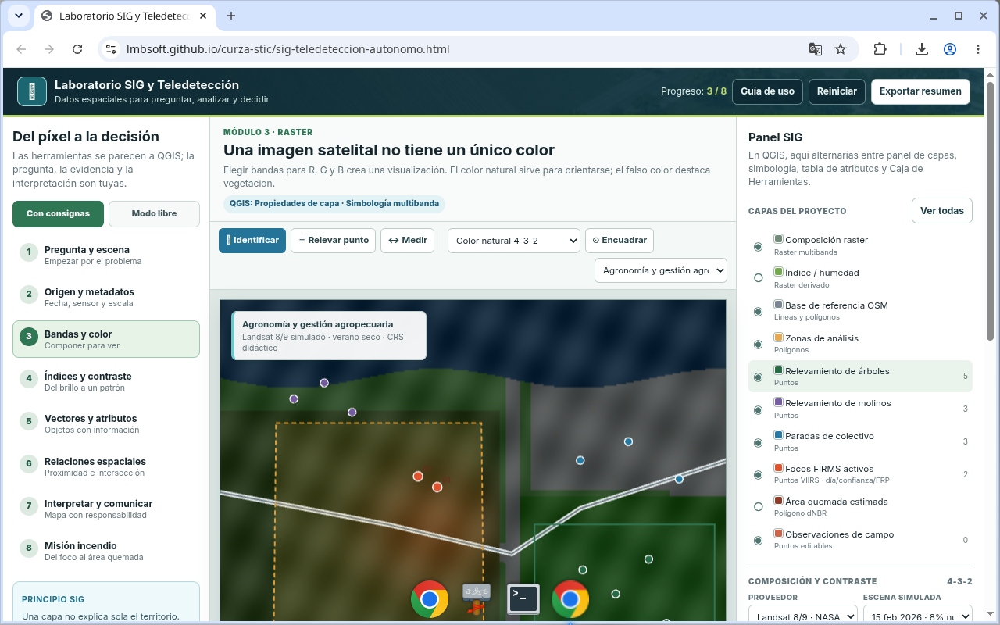 Laboratorio SIG y Teledetecc
lmbsoft.github.io/curza-stic/sig-teledeteccion-autonomo.html
Laboratorio SIG y Teledetección
Datos espaciales para preguntar, analizar y decidir
Progreso: 3 / 8
Guía de uso
Reiniciar
Exportar resumen
Del píxel a la decisión
Las herramientas se parecen a QGIS; la
pregunta, la evidencia y la
interpretación son tuyas.
Con consignas
Modo libre
1
Pregunta y escena
Empezar por el problema
2
Origen y metadatos
Fecha, sensor y escala
3
Bandas y color
Componer para ver
4
Índices y contraste
Del brillo a un patrón
5
Vectores y atributos
Objetos con información
6
Relaciones espaciales
Proximidad e intersección
7
Interpretar y comunicar
Mapa con responsabilidad
8
Misión incendio
Del foco al área quemada
PRINCIPIO SIG
Una capa no explica sola el territorio.
MÓDULO 3 · RASTER
Una imagen satelital no tiene un único color
Elegir bandas para R, G y B crea una visualización. El color natural sirve para orientarse; el falso color destaca
vegetacion.
QGIS: Propiedades de capa · Simbología multibanda
Identificar
+ Relevar punto
↔ Medir
Color natural 4-3-2
⊙ Encuadrar
Agronomía y gestión agro
Agronomía y gestión agropecuaria
Landsat 8/9 simulado · verano seco · CRS
didáctico
Panel SIG
En QGIS, aquí alternarías entre panel de capas,
simbología, tabla de atributos y Caja de
Herramientas.
CAPAS DEL PROYECTO
Ver todas
Composición raster
Raster multibanda
Índice / humedad
Raster derivado
Base de referencia OSM
Líneas y polígonos
Zonas de análisis
Polígonos
Relevamiento de árboles
Puntos
5
Relevamiento de molinos
Puntos
3
Paradas de colectivo
Puntos
3
Focos FIRMS activos
Puntos VIIRS · día/confianza/FRP
2
Área quemada estimada
Polígono dNBR
Observaciones de campo
Puntos editables
0
COMPOSICIÓN Y CONTRASTE
4-3-2
PROVEEDOR
ESCENA SIMULADA
Landsat 8/9 · NASA
15 feb 2026 · 8% nu